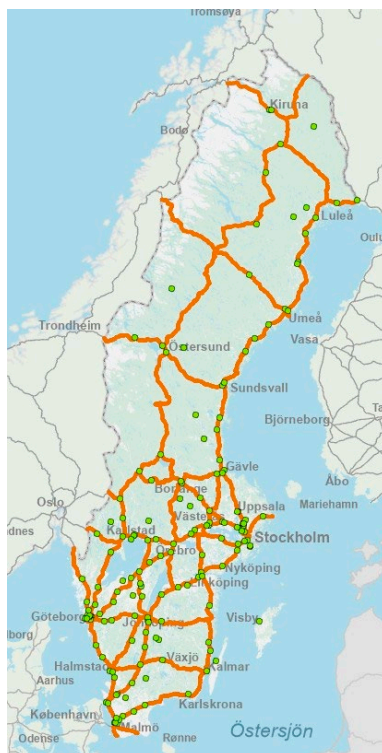 Tromsøya
Kiruna
Bodø
Luleå
Oulu
Umeå
Trondheim
Östersund
Vasa
Sundsvall
Björneborg
Gävle
Borlänge
Åbo
Oslo
Uppsala
Mariehamn
Karlstad
Västerås
Stockholm
Örebro
Nyköping
Linköping
Göteborg
Jönköping
Visby
Växjö
Halmstad
Kalmar
Aarhus
Karlskrona
København
Malmö
Östersjön
Odense
Rønne